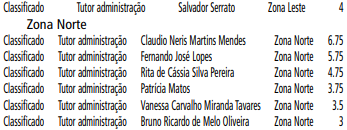 Classificado Tutor administração Salvador Serrato Zona Leste 4
Zona Norte
Classificado Tutor administração Claudio Neris Martins Mendes Zona Norte 6.75
Classificado Tutor administração Fernando José Lopes Zona Norte 5.75
Classificado Tutor administração Rita de Cássia Silva Pereira Zona Norte 4.75
Classificado Tutor administração Patrícia Matos Zona Norte 3.75
Classificado Tutor administração Vanessa Carvalho Miranda Tavares Zona Norte 3.5
Classificado Tutor administração Bruno Ricardo de Melo Oliveira Zona Norte 3